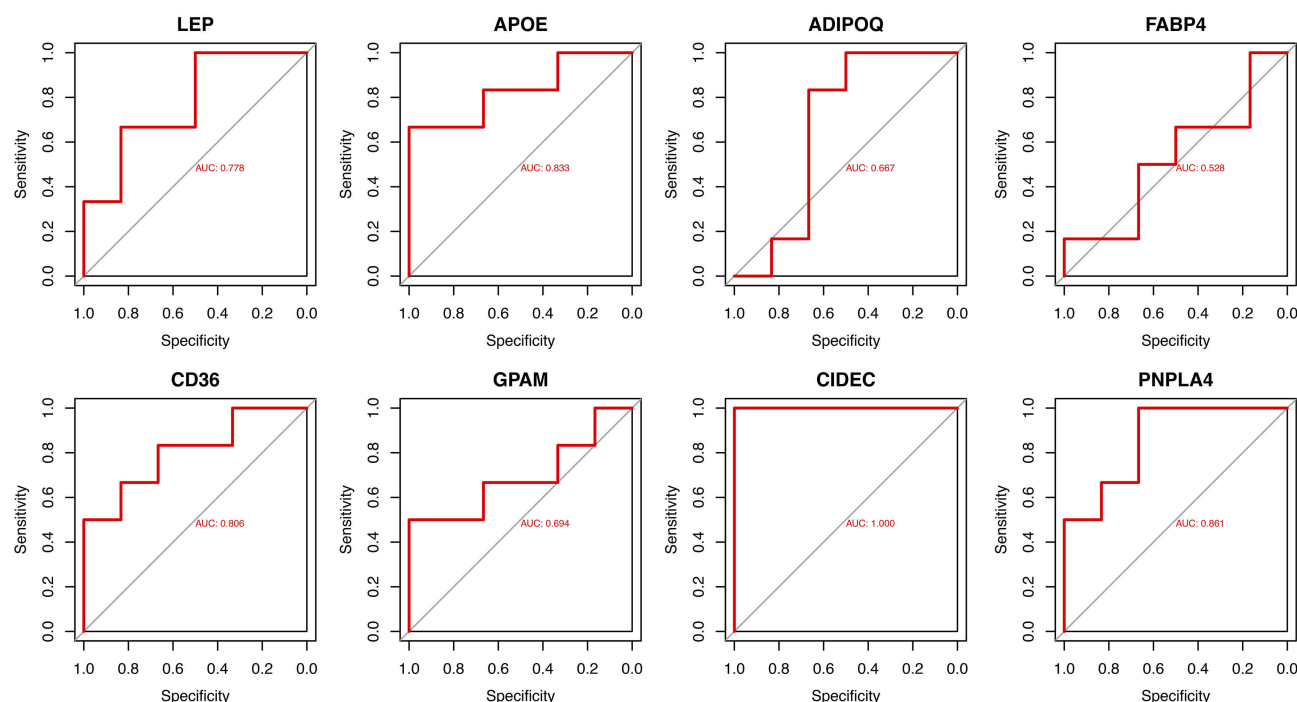 LEP APOE ADIPOQ FABP4
Sensitivity
0.0 0.2 0.4 0.6 0.8 1.0
AUC: 0.778
1.0 0.8 0.6 0.4 0.2 0.0
Specificity
Sensitivity
0.0 0.2 0.4 0.6 0.8 1.0
AUC: 0.833
1.0 0.8 0.6 0.4 0.2 0.0
Specificity
Sensitivity
0.0 0.2 0.4 0.6 0.8 1.0
AUC: 0.667
1.0 0.8 0.6 0.4 0.2 0.0
Specificity
Sensitivity
0.0 0.2 0.4 0.6 0.8 1.0
AUC: 0.528
1.0 0.8 0.6 0.4 0.2 0.0
Specificity
CD36 GPAM CIDEC PNPLA4
Sensitivity
0.0 0.2 0.4 0.6 0.8 1.0
AUC: 0.806
1.0 0.8 0.6 0.4 0.2 0.0
Specificity
Sensitivity
0.0 0.2 0.4 0.6 0.8 1.0
AUC: 0.694
1.0 0.8 0.6 0.4 0.2 0.0
Specificity
Sensitivity
0.0 0.2 0.4 0.6 0.8 1.0
AUC: 1.000
1.0 0.8 0.6 0.4 0.2 0.0
Specificity
Sensitivity
0.0 0.2 0.4 0.6 0.8 1.0
AUC: 0.861
1.0 0.8 0.6 0.4 0.2 0.0
Specificity